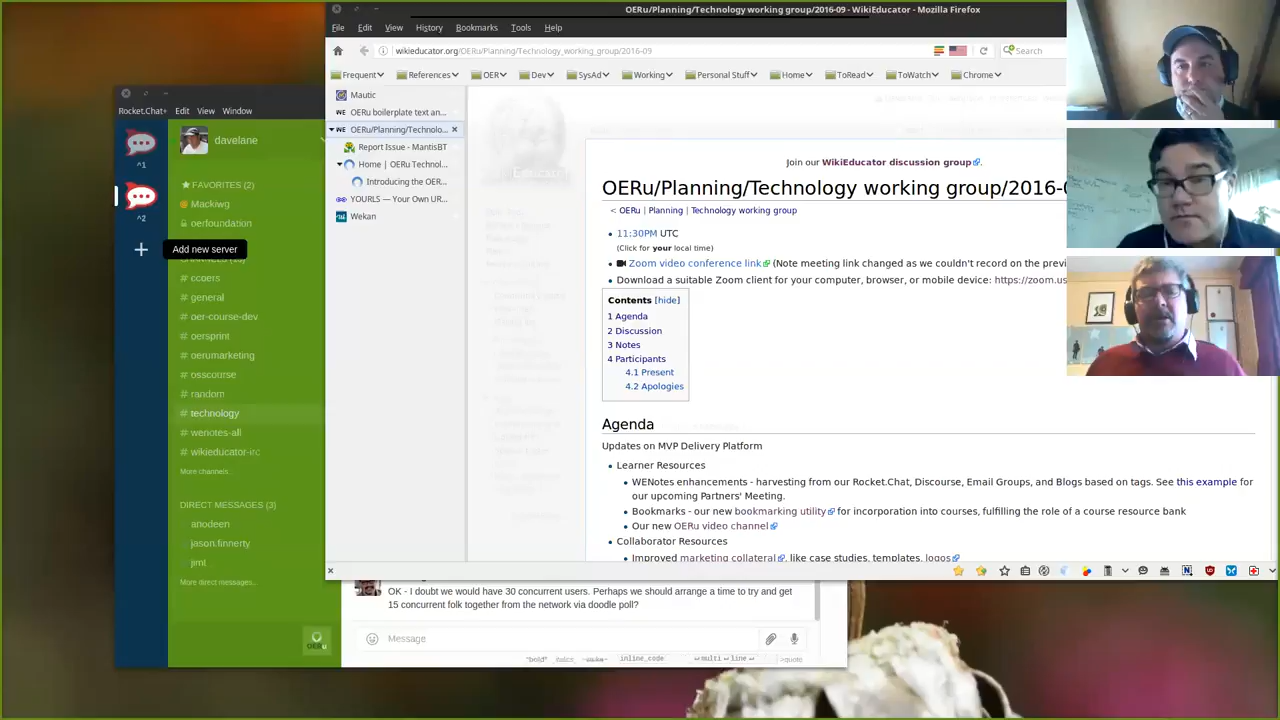 OERu/Planning/Technology working group/2016-09 - WikiEducator - Mozilla Firefox
File Edit View History Bookmarks Tools Help
wikieducator.org/OERu/Planning/Technology_working_group/2016-09
Search
Frequent References OER Dev SysAd Working Personal Stuff Home ToRead ToWatch Chrome
Rocket.Chat+ Edit View Window
^1
^2
Add new server
davelane
FAVORITES (2)
Mackiwg
oerfoundation
# ccoers
# general
# oer-course-dev
# oersprint
# oerumarketing
# osscourse
# random
# technology
# wenotes-all
# wikieducator-irc
More channels...
DIRECT MESSAGES (3)
anodeen
jason.finnerty
jiml
More direct messages...
OERu
Mautic
OERu boilerplate text an...
OERu/Planning/Technolo...
Report Issue - MantisBT
Home | OERu Technol...
Introducing the OER...
YOURLS — Your Own UR...
Wekan
Join our WikiEducator discussion group.
OERu/Planning/Technology working group/2016-
< OERu | Planning | Technology working group
11:30PM UTC
(Click for your local time)
Zoom video conference link (Note meeting link changed as we couldn't record on the previ
Download a suitable Zoom client for your computer, browser, or mobile device: https://zoom.us
Contents [hide]
1 Agenda
2 Discussion
3 Notes
4 Participants
4.1 Present
4.2 Apologies
Agenda
Updates on MVP Delivery Platform
Learner Resources
WENotes enhancements - harvesting from our Rocket.Chat, Discourse, Email Groups, and Blogs based on tags. See this example for
our upcoming Partners' Meeting.
Bookmarks - our new bookmarking utility for incorporation into courses, fulfilling the role of a course resource bank
Our new OERu video channel
Collaborator Resources
Improved marketing collateral, like case studies, templates, logos
OK - I doubt we would have 30 concurrent users. Perhaps we should arrange a time to try and get
15 concurrent folk together from the network via doodle poll?
Message
*bold* _italics_ inline_code multi line >quote